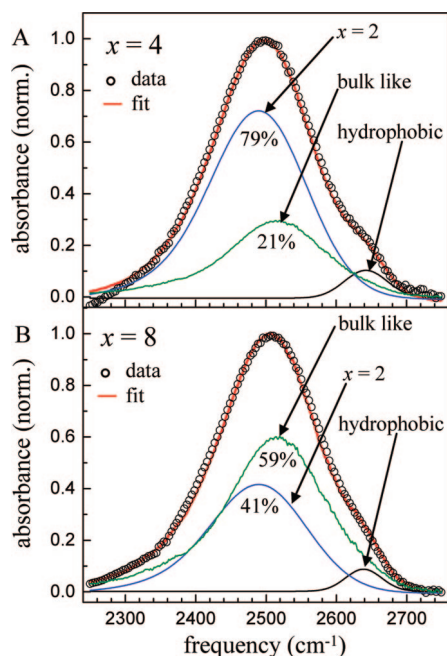 A
x = 4
data
fit
x = 2
bulk like
hydrophobic
79%
21%
absorbance (norm.)
1.0
0.8
0.6
0.4
0.2
0.0
B
x = 8
data
fit
bulk like
x = 2
hydrophobic
59%
41%
absorbance (norm.)
1.0
0.8
0.6
0.4
0.2
0.0
2300 2400 2500 2600 2700
frequency (cm⁻¹)